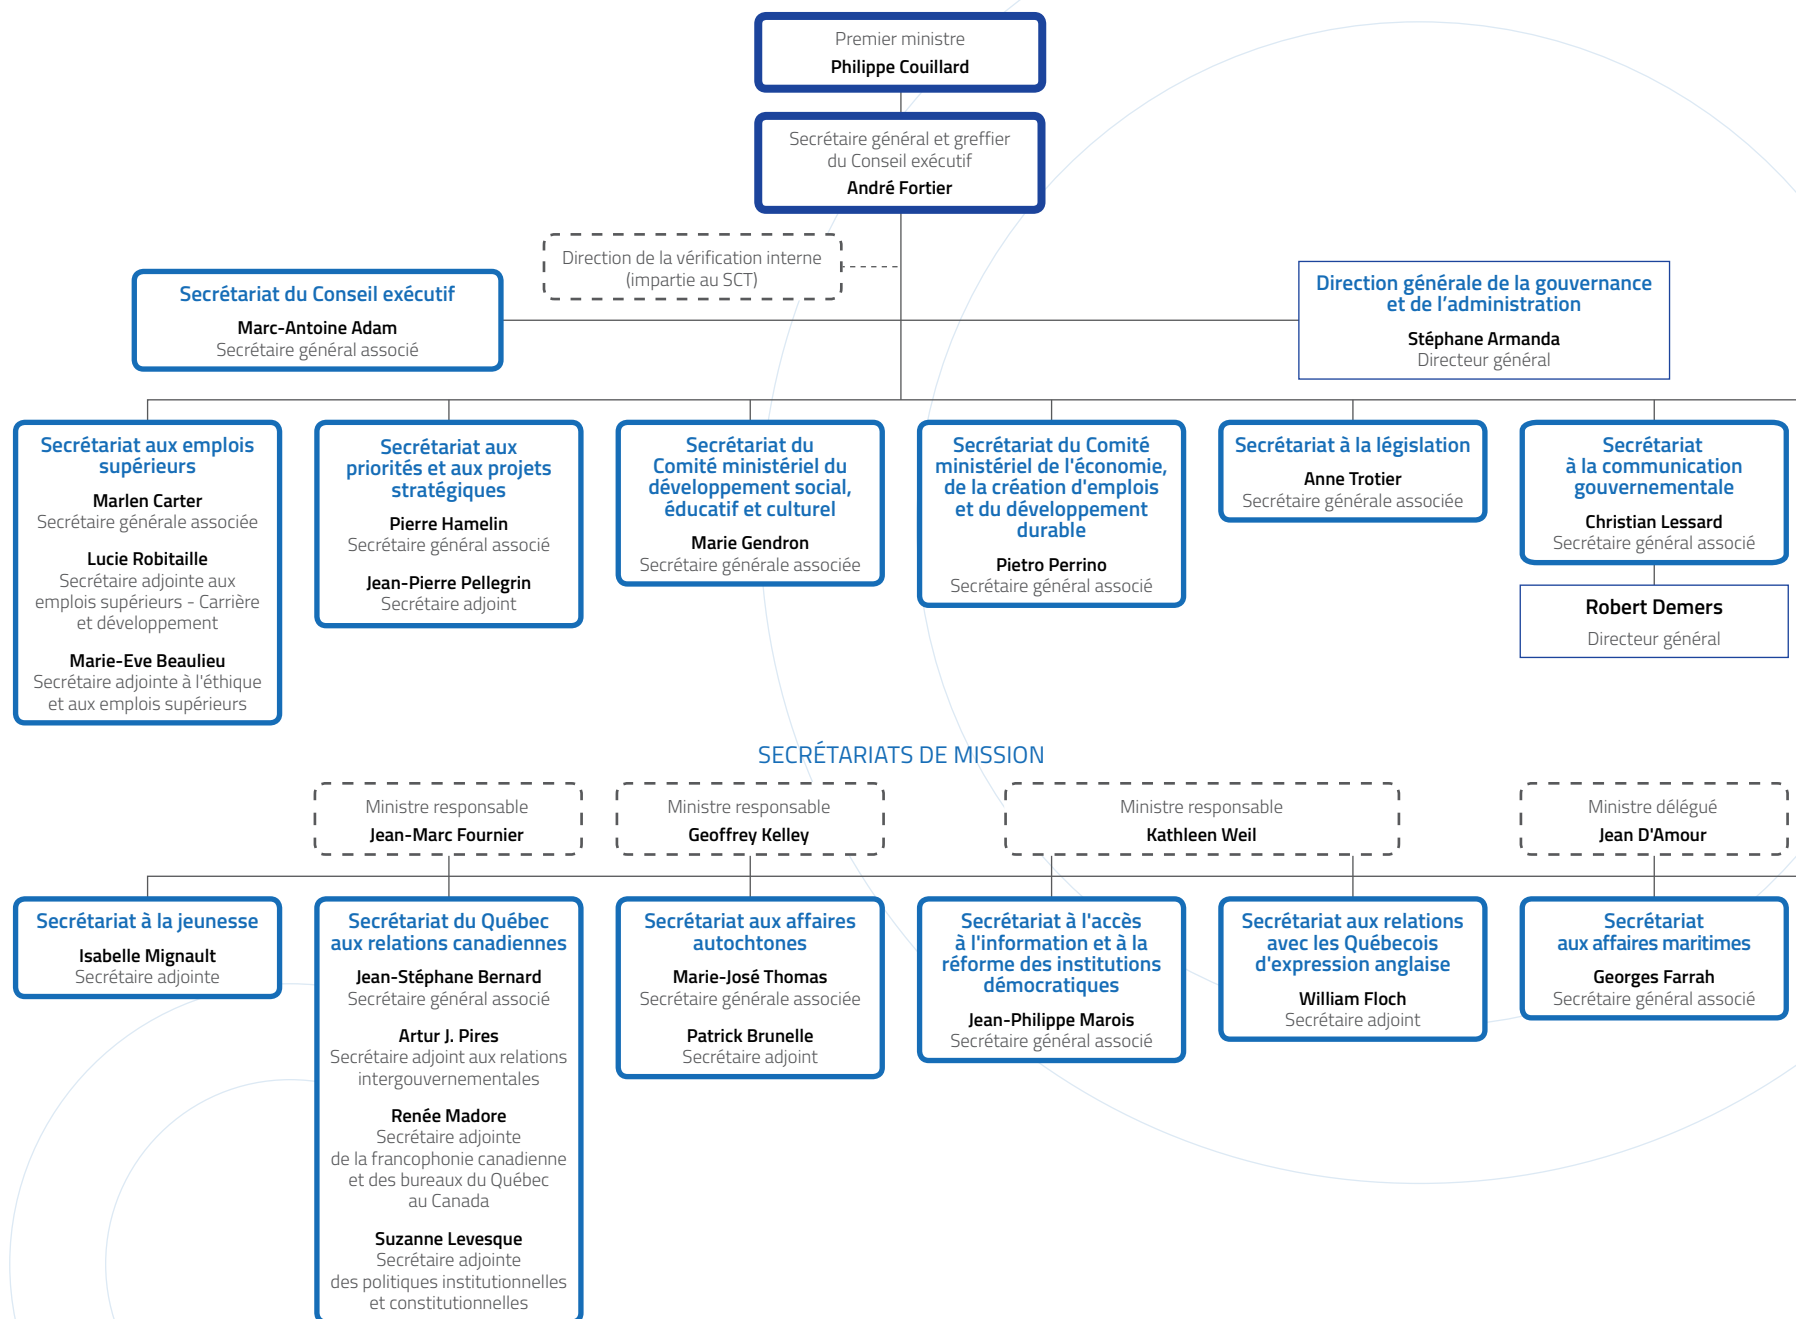 Premier ministre
Philippe Couillard
Secrétaire général et greffier
du Conseil exécutif
André Fortier
Direction de la vérification interne
(impartie au SCT)
Secrétariat du Conseil exécutif
Marc-Antoine Adam
Secrétaire général associé
Direction générale de la gouvernance
et de l’administration
Stéphane Armanda
Directeur général
Secrétariat aux emplois
supérieurs
Marlen Carter
Secrétaire générale associée
Lucie Robitaille
Secrétaire adjointe aux
emplois supérieurs - Carrière
et développement
Marie-Eve Beaulieu
Secrétaire adjointe à l'éthique
et aux emplois supérieurs
Secrétariat aux
priorités et aux projets
stratégiques
Pierre Hamelin
Secrétaire général associé
Jean-Pierre Pellegrin
Secrétaire adjoint
Secrétariat du
Comité ministériel du
développement social,
éducatif et culturel
Marie Gendron
Secrétaire générale associée
Secrétariat du Comité
ministériel de l'économie,
de la création d'emplois
et du développement
durable
Pietro Perrino
Secrétaire général associé
Secrétariat à la législation
Anne Trotier
Secrétaire générale associée
Secrétariat
à la communication
gouvernementale
Christian Lessard
Secrétaire général associé
Robert Demers
Directeur général
SECRÉTARIATS DE MISSION
Ministre responsable
Jean-Marc Fournier
Ministre responsable
Geoffrey Kelley
Ministre responsable
Kathleen Weil
Ministre délégué
Jean D'Amour
Secrétariat à la jeunesse
Isabelle Mignault
Secrétaire adjointe
Secrétariat du Québec
aux relations canadiennes
Jean-Stéphane Bernard
Secrétaire général associé
Artur J. Pires
Secrétaire adjoint aux relations
intergouvernementales
Renée Madore
Secrétaire adjointe
de la francophonie canadienne
et des bureaux du Québec
au Canada
Suzanne Levesque
Secrétaire adjointe
des politiques institutionnelles
et constitutionnelles
Secrétariat aux affaires
autochtones
Marie-José Thomas
Secrétaire générale associée
Patrick Brunelle
Secrétaire adjoint
Secrétariat à l'accès
à l'information et à la
réforme des institutions
démocratiques
Jean-Philippe Marois
Secrétaire général associé
Secrétariat aux relations
avec les Québecois
d'expression anglaise
William Floch
Secrétaire adjoint
Secrétariat
aux affaires maritimes
Georges Farrah
Secrétaire général associé